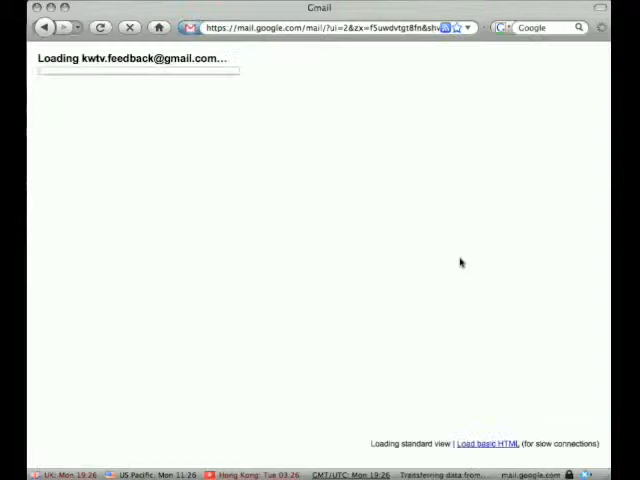 Gmail
https://mail.google.com/mail/?ui=2&zx=f5uwdvtgt8fn&shv
Google
Loading kwtv.feedback@gmail.com...
Loading standard view | Load basic HTML (for slow connections)
UK: Mon 19:26 US Pacific: Mon 11:26 Hong Kong: Tue 03:26 GMT/UTC: Mon 19:26 Transferring data from... mail.google.com